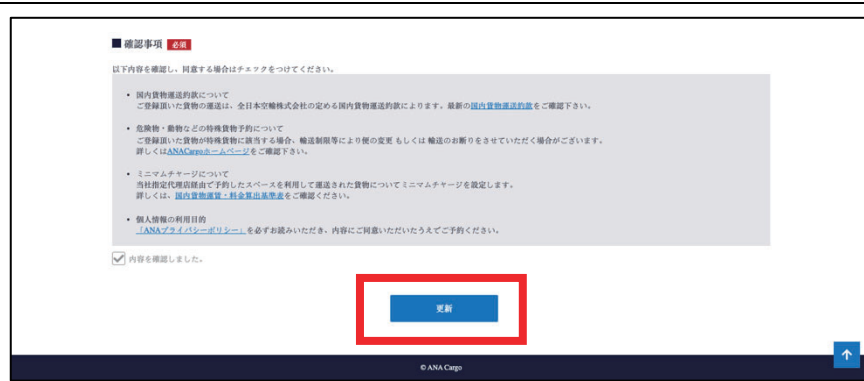 ■ 確認事項 必須
以下内容を確認し、同意する場合はチェックをつけてください。
• 国内貨物運送約款について
ご登録頂いた貨物の運送は、全日本空輸株式会社の定める国内貨物運送約款によります。最新の国内貨物運送約款をご確認下さい。
• 危険物・動物などの特殊貨物予約について
ご登録頂いた貨物が特殊貨物に該当する場合、輸送制限等により便の変更 もしくは 輸送のお断りをさせていただく場合がございます。
詳しくはANACargoホームページをご確認下さい。
• ミニマムチャージについて
当社指定代理店経由で予約したスペースを利用して運送された貨物についてミニマムチャージを設定します。
詳しくは、国内貨物運賃・料金算出基準表をご確認ください。
• 個人情報の利用目的
「ANAプライバシーポリシー」を必ずお読みいただき、内容にご同意いただいたうえでご予約ください。
内容を確認しました。
更新
© ANA Cargo